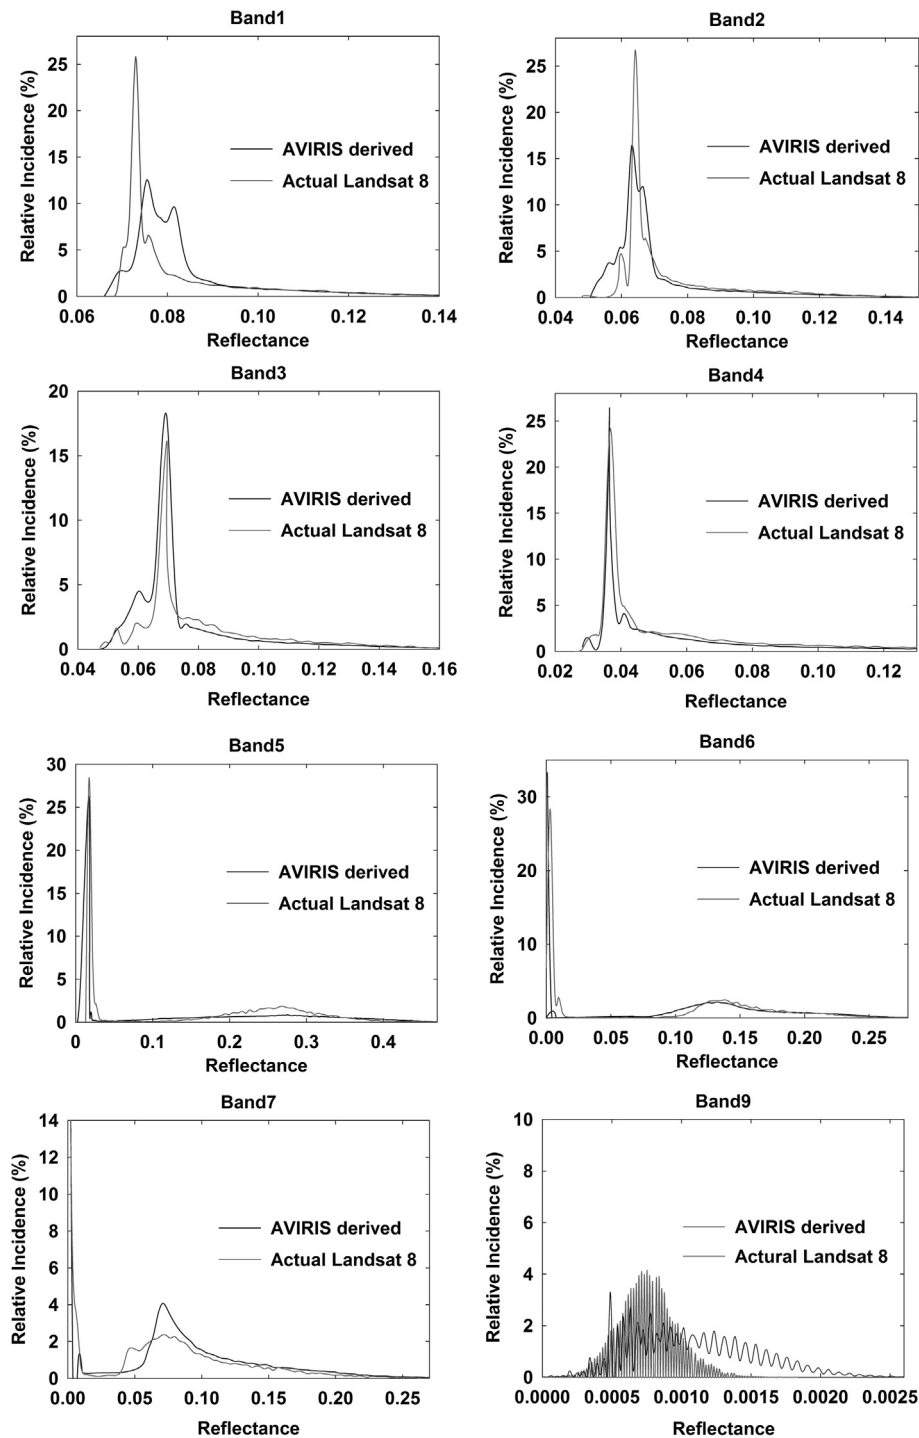 Band1
Relative Incidence (%)
25
20
15
10
5
0
AVIRIS derived
Actual Landsat 8
0.06 0.08 0.10 0.12 0.14
Reflectance
Band2
Relative Incidence (%)
25
20
15
10
5
0
AVIRIS derived
Actual Landsat 8
0.04 0.06 0.08 0.10 0.12 0.14
Reflectance
Band3
Relative Incidence (%)
20
15
10
5
0
AVIRIS derived
Actual Landsat 8
0.04 0.06 0.08 0.10 0.12 0.14 0.16
Reflectance
Band4
Relative Incidence (%)
25
20
15
10
5
0
AVIRIS derived
Actual Landsat 8
0.02 0.04 0.06 0.08 0.10 0.12
Reflectance
Band5
Relative Incidence (%)
30
25
20
15
10
5
0
AVIRIS derived
Actual Landsat 8
0 0.1 0.2 0.3 0.4
Reflectance
Band6
Relative Incidence (%)
30
20
10
0
AVIRIS derived
Actual Landsat 8
0.00 0.05 0.10 0.15 0.20 0.25
Reflectance
Band7
Relative Incidence (%)
14
12
10
8
6
4
2
0
AVIRIS derived
Actual Landsat 8
0.00 0.05 0.10 0.15 0.20 0.25
Reflectance
Band9
Relative Incidence (%)
10
8
6
4
2
0
AVIRIS derived
Actural Landsat 8
0.0000 0.0005 0.0010 0.0015 0.0020 0.0025
Reflectance